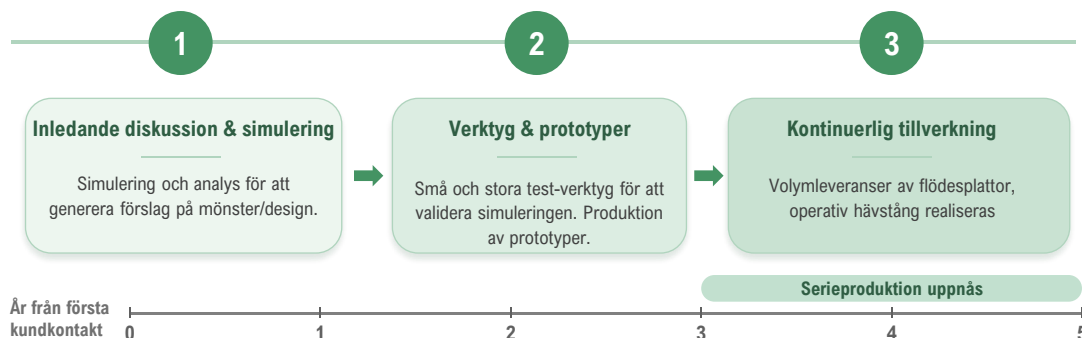 1
2
3
Inledande diskussion & simulering
Simulering och analys för att
generera förslag på mönster/design.
Verktyg & prototyper
Små och stora test-verktyg för att
validera simuleringen. Produktion
av prototyper.
Kontinuerlig tillverkning
Volymleveranser av flödesplattor,
operativ hävstång realiseras
Serieproduktion uppnås
År från första
kundkontakt
0
1
2
3
4
5